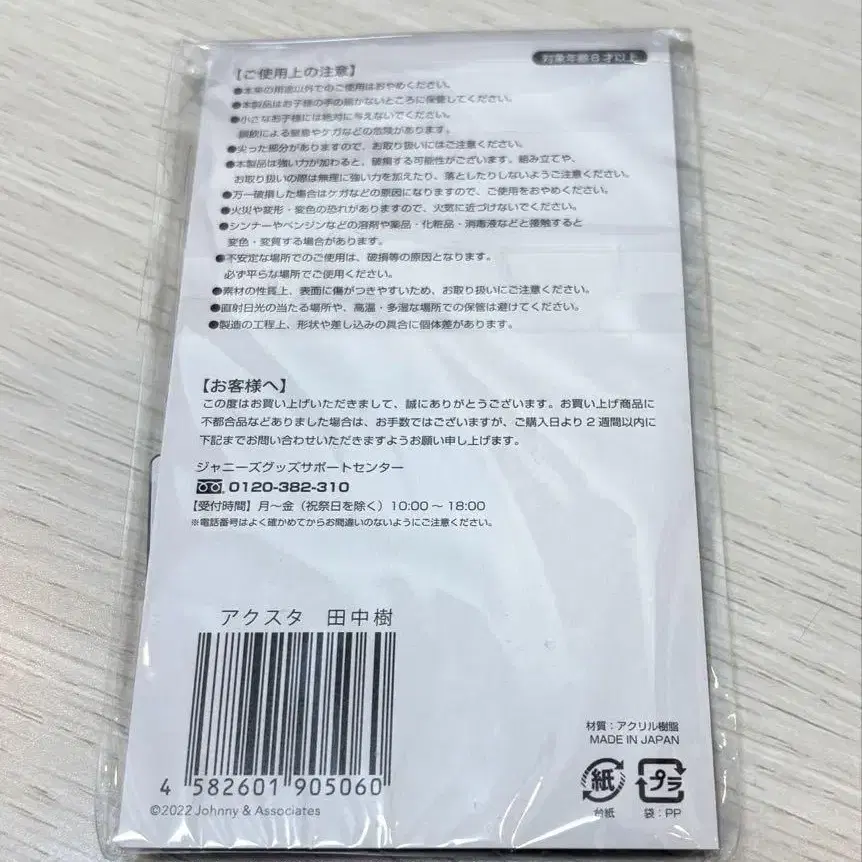 対象年齢6才以上
【ご使用上の注意】
●本来の用途以外でのご使用はおやめください。
●本製品はお子様の手の届かないところに保管してください。
●小さなお子様には絶対に与えないでください。
誤飲による窒息やケガなどの危険があります。
●尖った部分がありますので、お取り扱いにはご注意ください。
●本製品は強い力が加わると、破損する可能性がございます。組み立てや、
お取り扱いの際は無理に強い力を加えたり、落としたりしないようご注意ください。
●万一破損した場合はケガなどの原因になりますので、ご使用をおやめください。
●火災や変形・変色の恐れがありますので、火気に近づけないでください。
●シンナーやベンジンなどの溶剤や薬品・化粧品・消毒液などと接触すると
変色・変質する場合があります。
●不安定な場所でのご使用は、破損等の原因となります。
必ず平らな場所でご使用ください。
●素材の性質上、表面に傷がつきやすいため、お取り扱いにご注意ください。
●直射日光の当たる場所や、高温・多湿な場所での保管は避けてください。
●製造の工程上、形状や差し込みの具合に個体差があります。
【お客様へ】
この度はお買い上げいただきまして、誠にありがとうございます。お買い上げ商品に
不都合品などありました場合は、お手数ではございますが、ご購入日より2週間以内に
下記までお問い合わせいただきますようお願い申し上げます。
ジャニーズグッズサポートセンター
0120-382-310
【受付時間】月～金（祝祭日を除く）10:00～18:00
※電話番号はよく確かめてからお間違いのないようにご注意ください。
アクスタ 田中樹
4 582601 905060
©2022 Johnny & Associates
材質：アクリル樹脂
MADE IN JAPAN
紙
プラ
台紙
袋：PP